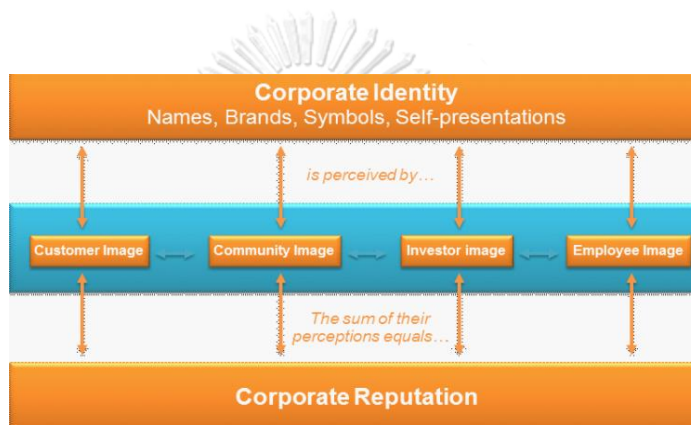 Corporate Identity
Names, Brands, Symbols, Self-presentations
is perceived by...
Customer Image
Community Image
Investor image
Employee Image
The sum of their
perceptions equals...
Corporate Reputation